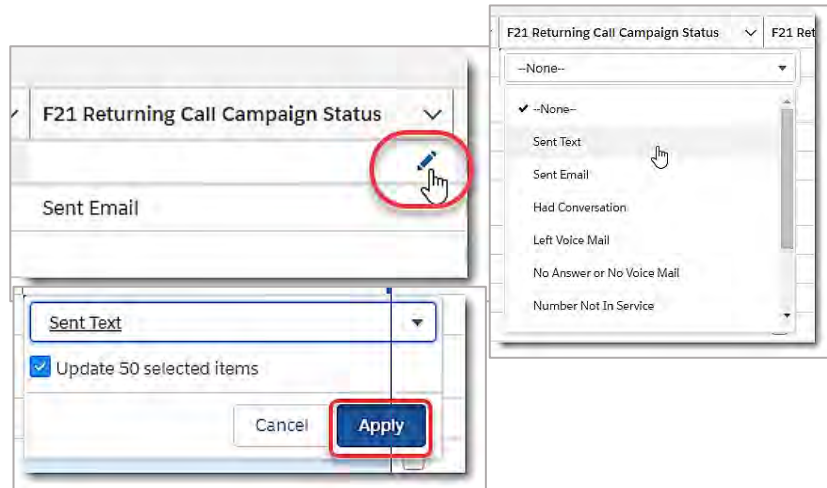 F21 Returning Call Campaign Status
Sent Email
Sent Text
Update 50 selected items
Cancel
Apply
F21 Returning Call Campaign Status
F21 Ret
--None--
--None--
Sent Text
Sent Email
Had Conversation
Left Voice Mail
No Answer or No Voice Mail
Number Not In Service